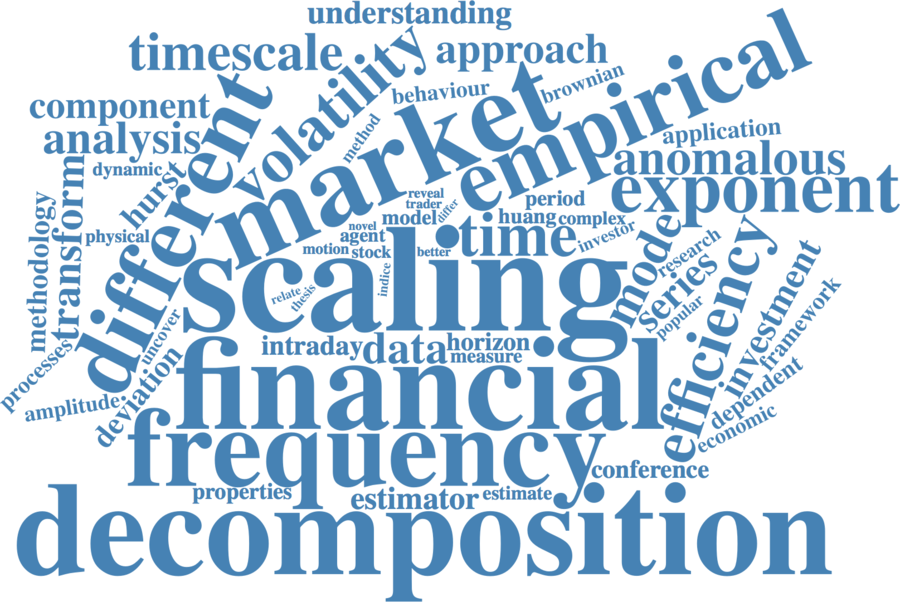 understanding
timescale
approach
volatility
empirical
market
brownian
behaviour
component
different
method
application
analysis
anomalous
dynamic
exponent
hurst
transform
reveal
period
trader
differ
methodology
model
huang
complex
novel
time
investor
physical
agent
mode
motion
stock
better
research
scaling
series
efficiency
investment
indice
relate
thesis
popular
framework
uncover
intraday
data
horizon
measure
processes
financial
deviation
dependent
amplitude
economic
frequency
conference
properties
estimator
estimate
decomposition